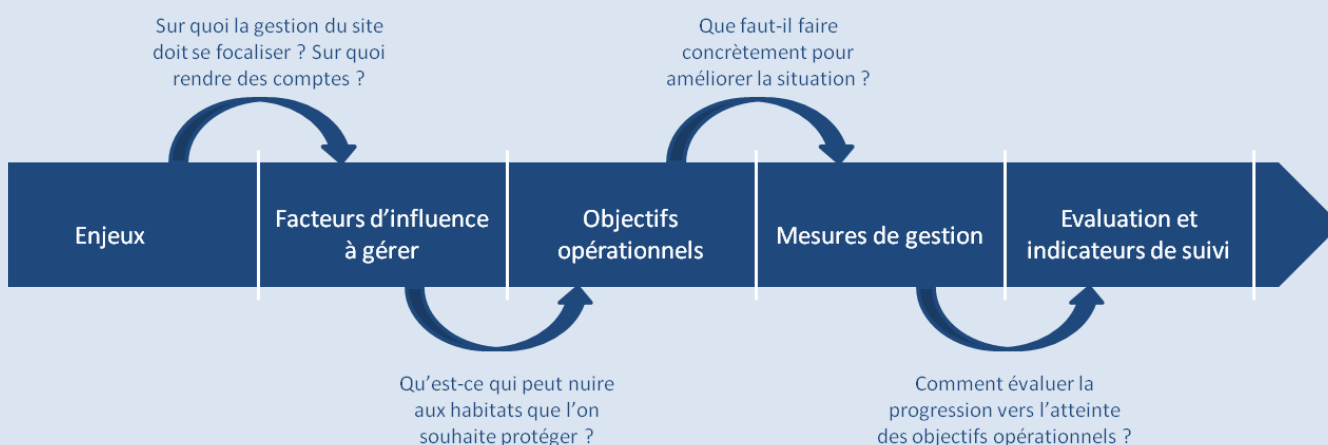 Sur quoi la gestion du site
doit se focaliser ? Sur quoi
rendre des comptes ?
Que faut-il faire
concrètement pour
améliorer la situation ?
Enjeux
Facteurs d’influence
à gérer
Objectifs
opérationnels
Mesures de gestion
Evaluation et
indicateurs de suivi
Qu’est-ce qui peut nuire
aux habitats que l’on
souhaite protéger ?
Comment évaluer la
progression vers l’atteinte
des objectifs opérationnels ?